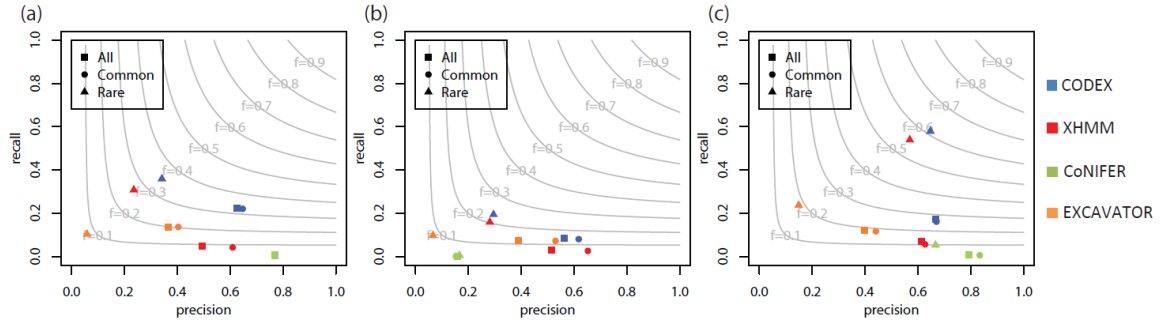 (a)
All
Common
Rare
f=0.9
f=0.8
f=0.7
f=0.6
f=0.5
f=0.4
f=0.3
f=0.2
f=0.1
recall
0.0 0.2 0.4 0.6 0.8 1.0
0.0 0.2 0.4 0.6 0.8 1.0
precision
(b)
All
Common
Rare
f=0.9
f=0.8
f=0.7
f=0.6
f=0.5
f=0.4
f=0.3
f=0.2
f=0.1
recall
0.0 0.2 0.4 0.6 0.8 1.0
0.0 0.2 0.4 0.6 0.8 1.0
precision
(c)
All
Common
Rare
f=0.9
f=0.8
f=0.7
f=0.6
f=0.5
f=0.4
f=0.3
f=0.2
f=0.1
recall
0.0 0.2 0.4 0.6 0.8 1.0
0.0 0.2 0.4 0.6 0.8 1.0
precision
CODEX
XHMM
CoNIFER
EXCAVATOR